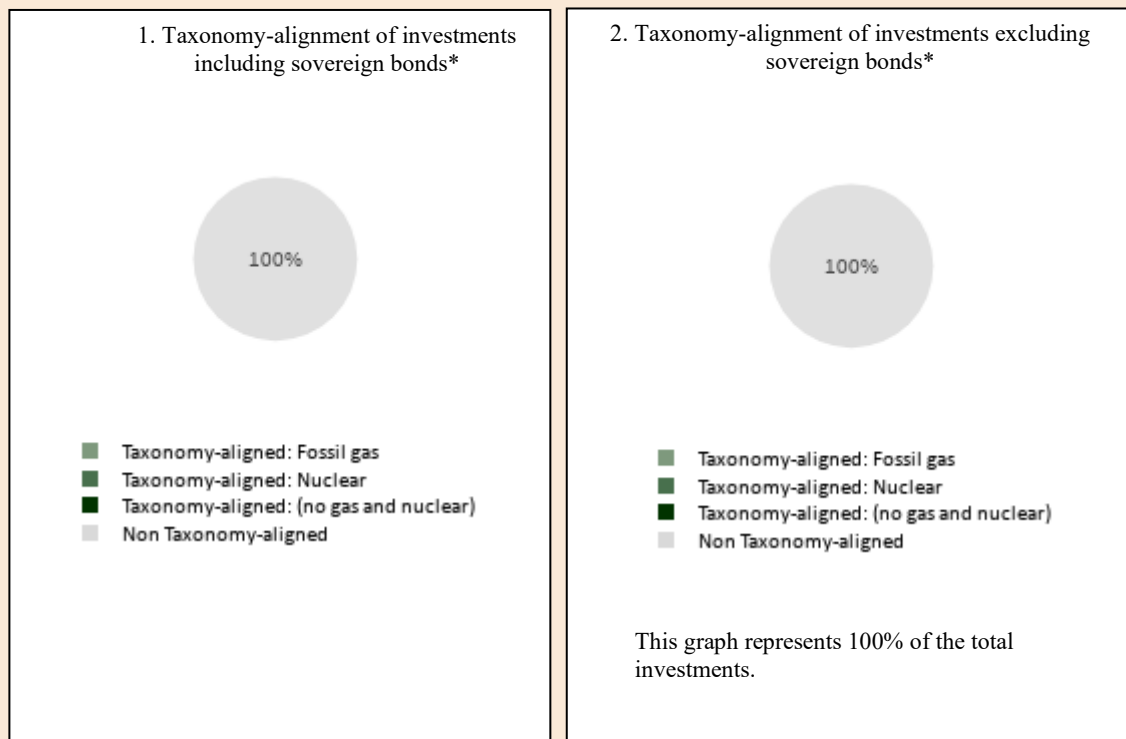 1. Taxonomy-alignment of investments
including sovereign bonds*
100%
Taxonomy-aligned: Fossil gas
Taxonomy-aligned: Nuclear
Taxonomy-aligned: (no gas and nuclear)
Non Taxonomy-aligned
2. Taxonomy-alignment of investments excluding
sovereign bonds*
100%
Taxonomy-aligned: Fossil gas
Taxonomy-aligned: Nuclear
Taxonomy-aligned: (no gas and nuclear)
Non Taxonomy-aligned
This graph represents 100% of the total
investments.